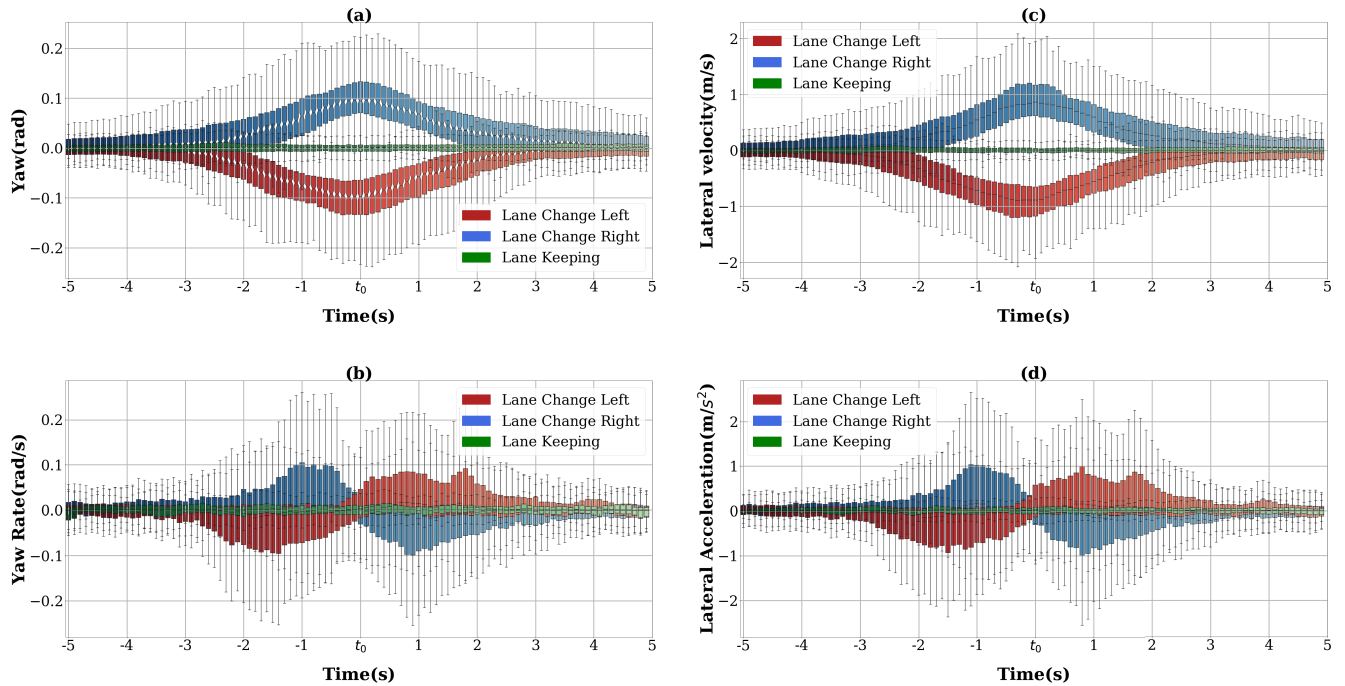 (a)
Yaw(rad)
0.2
0.1
0.0
−0.1
−0.2
Lane Change Left
Lane Change Right
Lane Keeping
-5 -4 -3 -2 -1 t₀ 1 2 3 4 5
Time(s)
(c)
Lateral velocity(m/s)
2
1
0
−1
−2
Lane Change Left
Lane Change Right
Lane Keeping
-5 -4 -3 -2 -1 t₀ 1 2 3 4 5
Time(s)
(b)
Yaw Rate(rad/s)
0.2
0.1
0.0
−0.1
−0.2
Lane Change Left
Lane Change Right
Lane Keeping
-5 -4 -3 -2 -1 t₀ 1 2 3 4 5
Time(s)
(d)
Lateral Acceleration(m/s²)
2
1
0
−1
−2
Lane Change Left
Lane Change Right
Lane Keeping
-5 -4 -3 -2 -1 t₀ 1 2 3 4 5
Time(s)